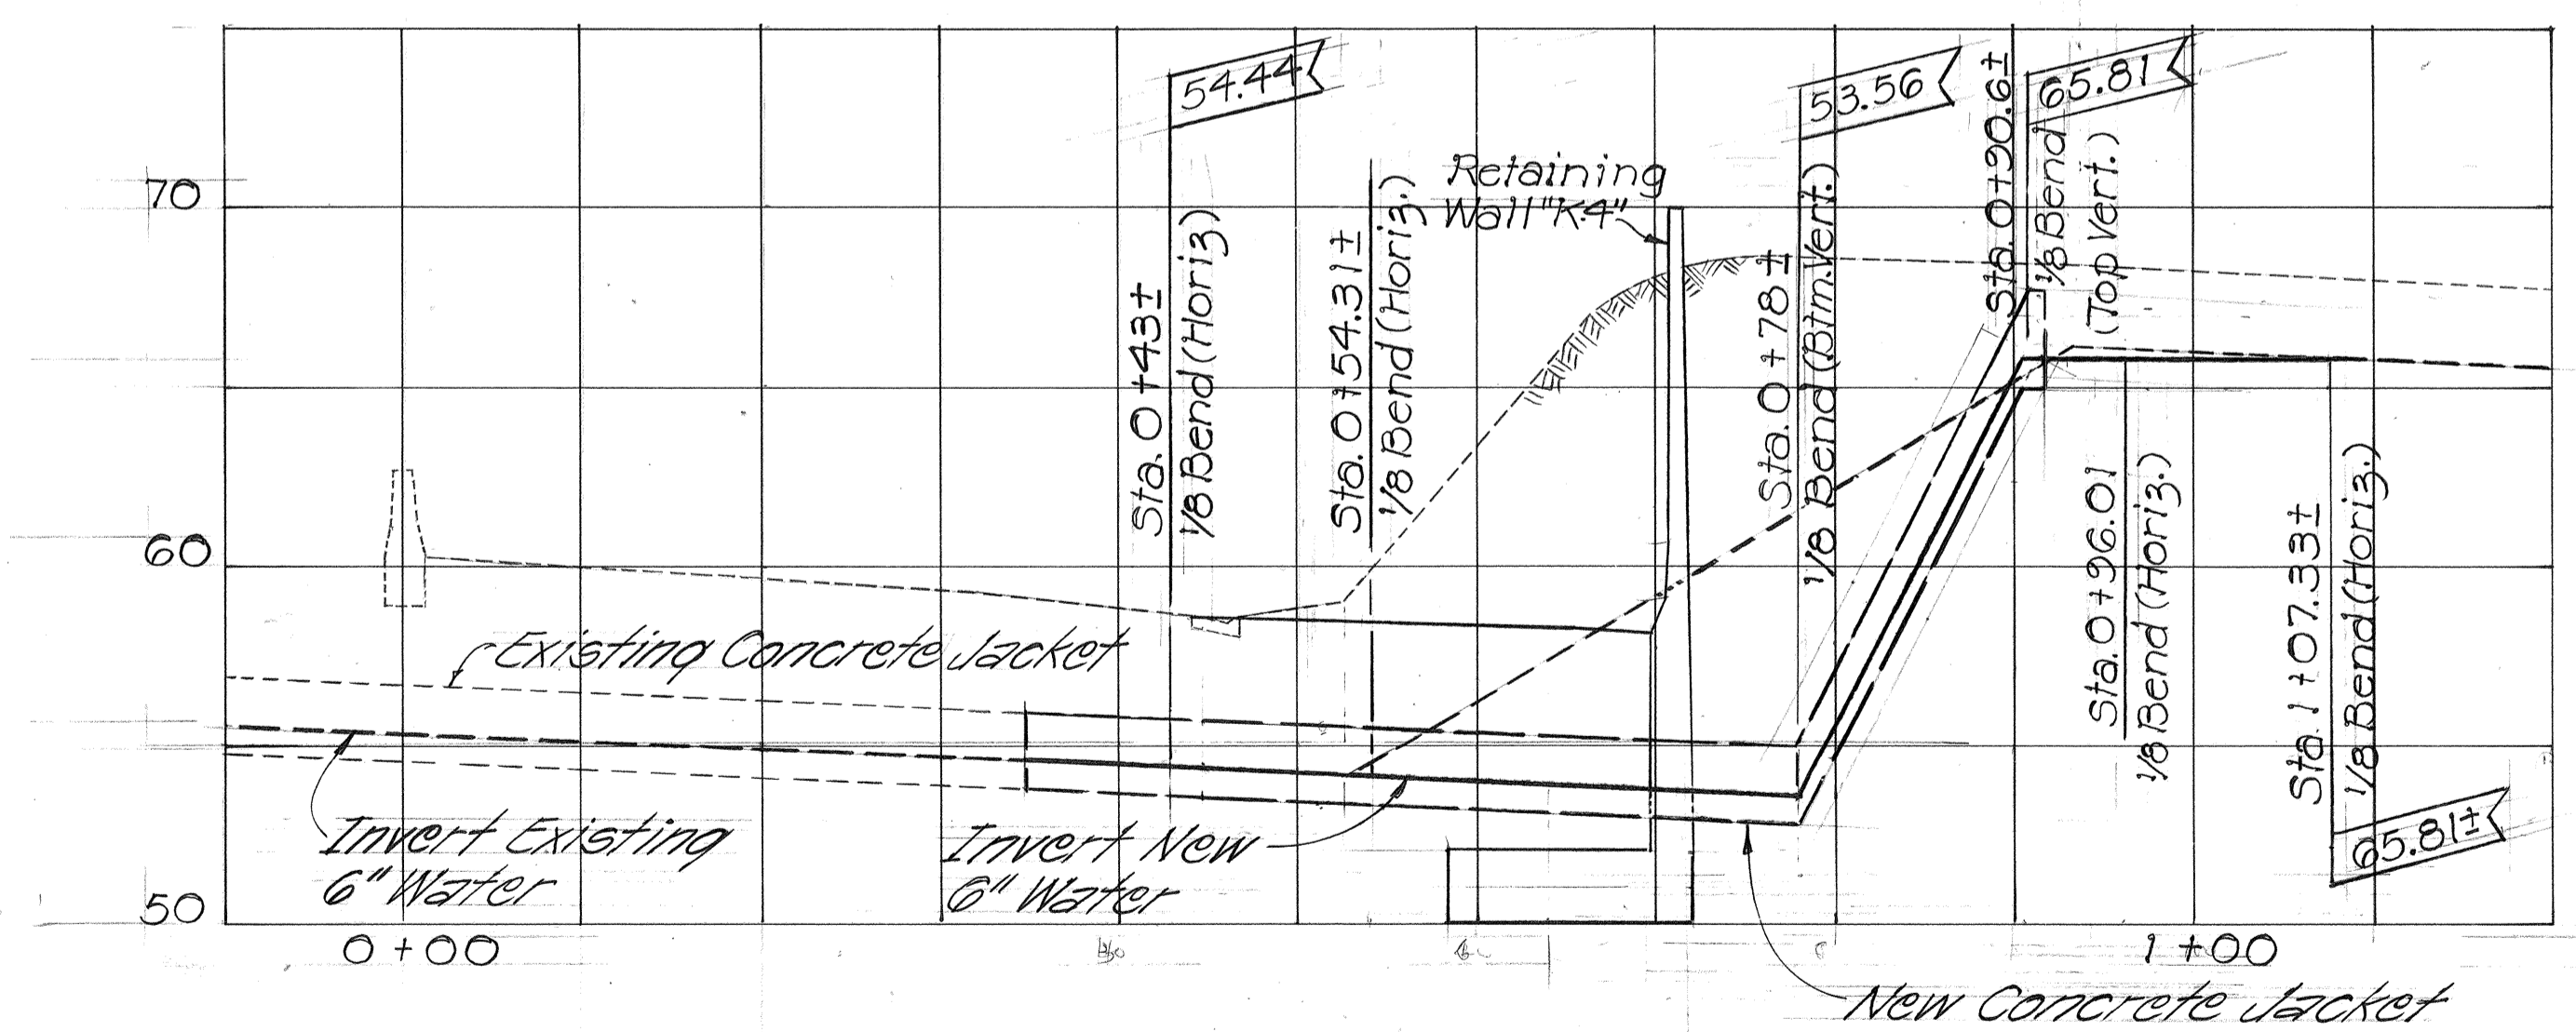 54.44
53.56
65.81
70
60
50
Retaining
Wall "K-4"
Sta. 0+43±
1/8 Bend (Horiz)
Sta. 0+54.31±
1/8 Bend (Horiz.)
Sta. 0+78±
1/8 Bend (Btm. Vert.)
Sta. 0+90.6±
1/8 Bend
(Top Vert.)
Sta. 0+96.01
1/8 Bend (Horiz.)
Sta. 1+07.33±
1/8 Bend (Horiz.)
65.81±
Existing Concrete Jacket
Invert Existing
6" Water
Invert New
6" Water
0+00
1+00
New Concrete Jacket